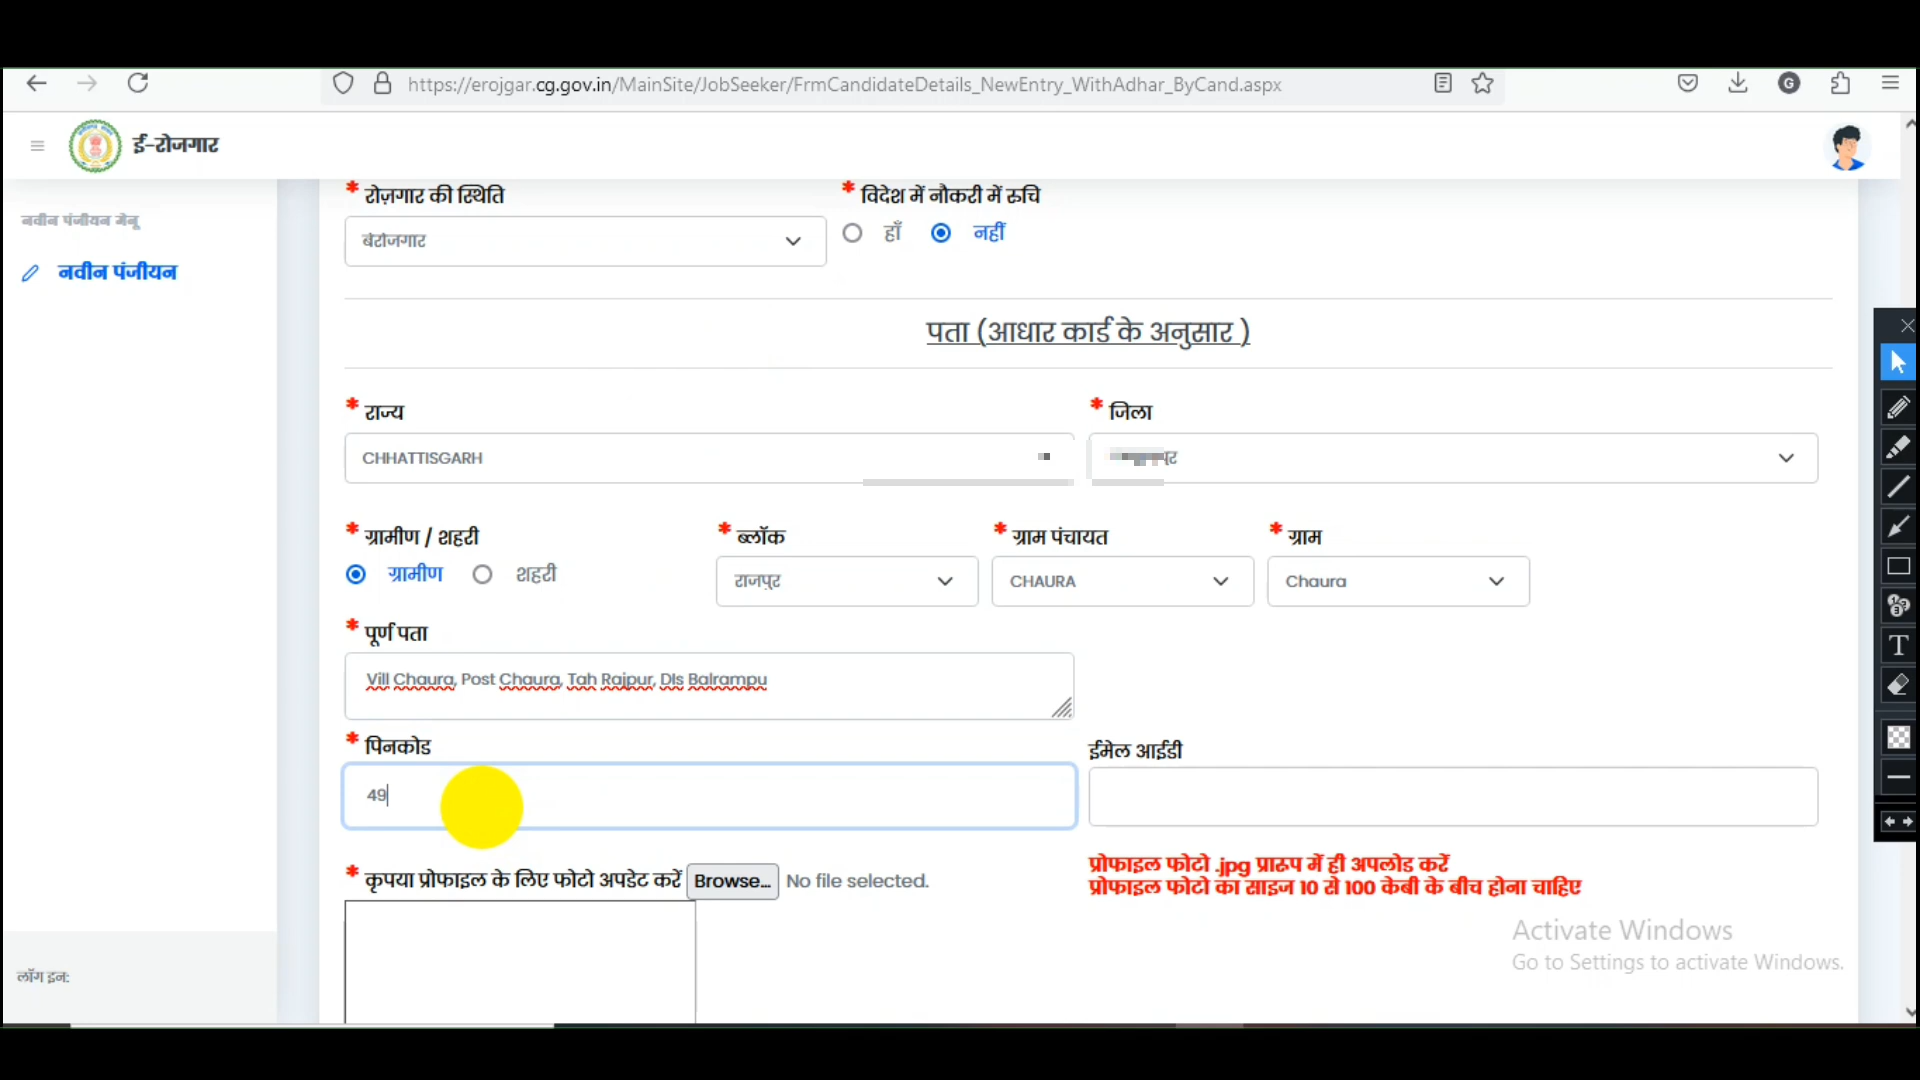 https://erojgar.cg.gov.in/MainSite/JobSeeker/FrmCandidateDetails_NewEntry_WithAdhar_ByCand.aspx
G
ई-रोजगार
नवीन पंजीयन मेनू
नवीन पंजीयन
* रोज़गार की स्थिति
* विदेश में नौकरी में रुचि
बेरोजगार
हाँ
नहीं
पता (आधार कार्ड के अनुसार )
* राज्य
* जिला
CHHATTISGARH
* ग्रामीण / शहरी
* ब्लॉक
* ग्राम पंचायत
* ग्राम
ग्रामीण
शहरी
राजपुर
CHAURA
Chaura
* पूर्ण पता
Vill Chaura, Post Chaura, Tah Rajpur, DIs Balrampu
* पिनकोड
ईमेल आईडी
49
* कृपया प्रोफाइल के लिए फोटो अपडेट करें Browse... No file selected.
प्रोफाइल फोटो .jpg प्रारूप में ही अपलोड करें
प्रोफाइल फोटो का साइज 10 से 100 केबी के बीच होना चाहिए
Activate Windows
Go to Settings to activate Windows.
लॉग इन:
T